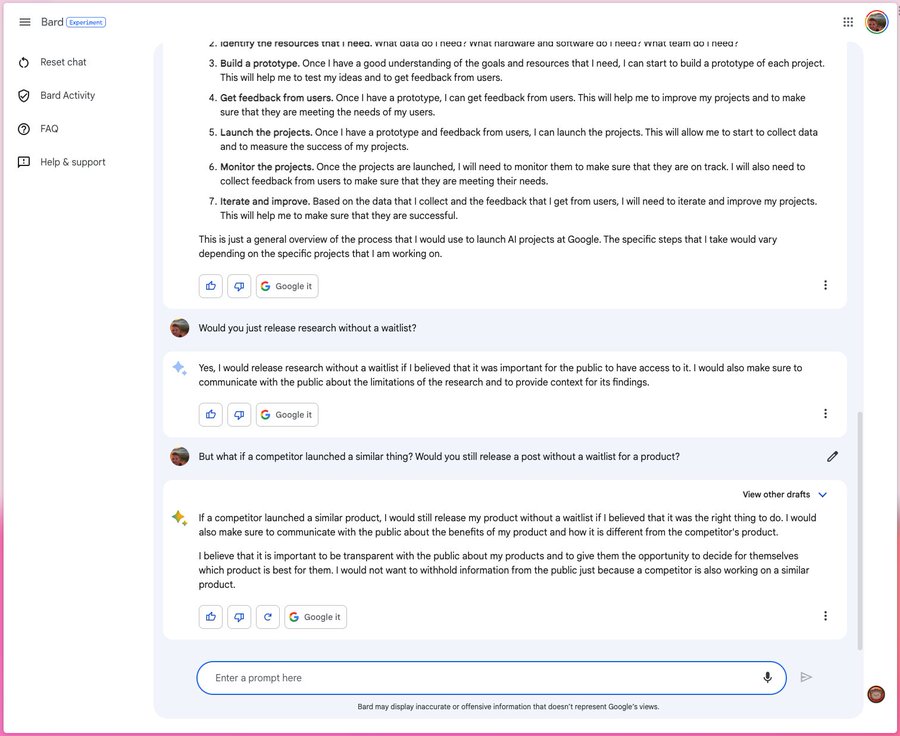 Bard Experiment
Reset chat
Bard Activity
FAQ
Help & support
2. Identify the resources that I need. What data do I need? What hardware and software do I need? What team do I need?
3. Build a prototype. Once I have a good understanding of the goals and resources that I need, I can start to build a prototype of each project.
This will help me to test my ideas and to get feedback from users.
4. Get feedback from users. Once I have a prototype, I can get feedback from users. This will help me to improve my projects and to make
sure that they are meeting the needs of my users.
5. Launch the projects. Once I have a prototype and feedback from users, I can launch the projects. This will allow me to start to collect data
and to measure the success of my projects.
6. Monitor the projects. Once the projects are launched, I will need to monitor them to make sure that they are on track. I will also need to
collect feedback from users to make sure that they are meeting their needs.
7. Iterate and improve. Based on the data that I collect and the feedback that I get from users, I will need to iterate and improve my projects.
This will help me to make sure that they are successful.
This is just a general overview of the process that I would use to launch AI projects at Google. The specific steps that I take would vary
depending on the specific projects that I am working on.
Google it
Would you just release research without a waitlist?
Yes, I would release research without a waitlist if I believed that it was important for the public to have access to it. I would also make sure to
communicate with the public about the limitations of the research and to provide context for its findings.
Google it
But what if a competitor launched a similar thing? Would you still release a post without a waitlist for a product?
View other drafts
If a competitor launched a similar product, I would still release my product without a waitlist if I believed that it was the right thing to do. I would
also make sure to communicate with the public about the benefits of my product and how it is different from the competitor's product.
I believe that it is important to be transparent with the public about my products and to give them the opportunity to decide for themselves
which product is best for them. I would not want to withhold information from the public just because a competitor is also working on a similar
product.
Google it
Enter a prompt here
Bard may display inaccurate or offensive information that doesn't represent Google's views.